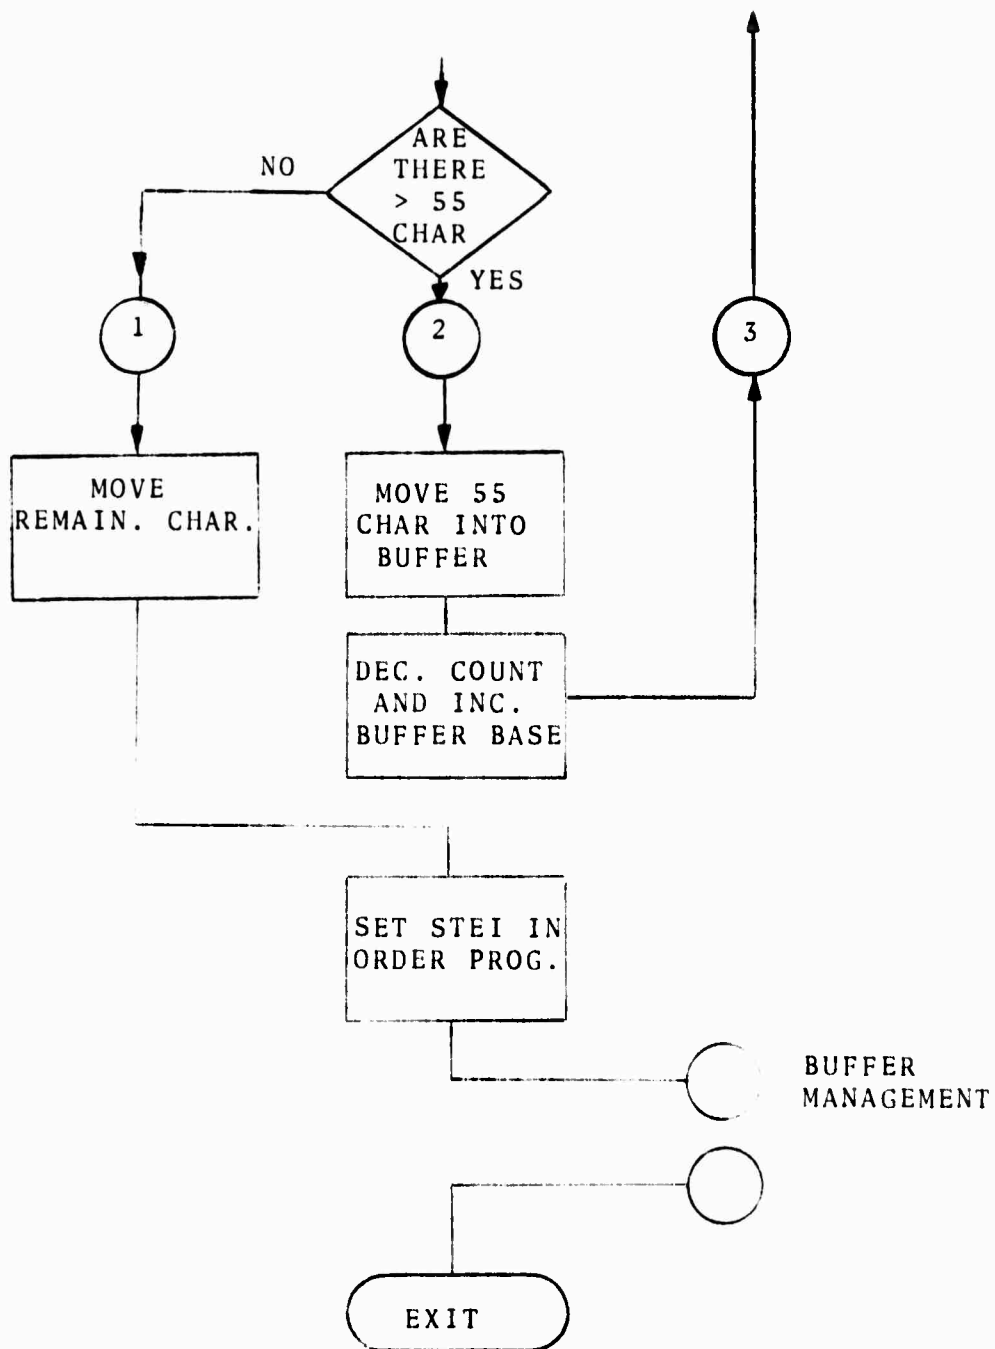 ARE
THERE
> 55
CHAR
NO
YES
1
2
3
MOVE
REMAIN. CHAR.
MOVE 55
CHAR INTO
BUFFER
DEC. COUNT
AND INC.
BUFFER BASE
SET STEI IN
ORDER PROG.
BUFFER
MANAGEMENT
EXIT